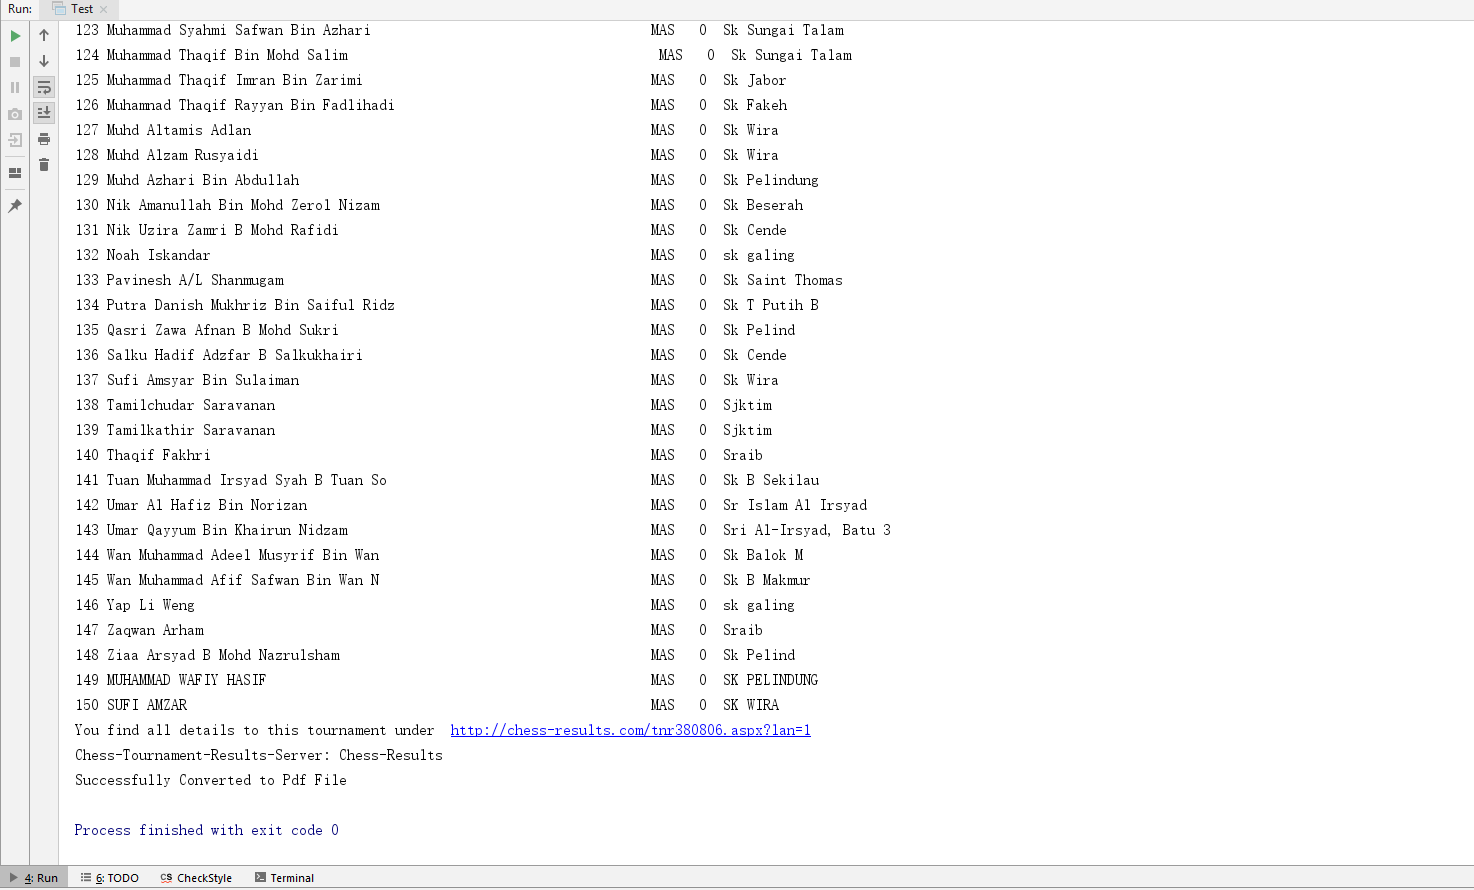 Run: Test
123 Muhammad Syahmi Safwan Bin Azhari MAS 0 Sk Sungai Talam
124 Muhammad Thaqif Bin Mohd Salim MAS 0 Sk Sungai Talam
125 Muhammad Thaqif Imran Bin Zarimi MAS 0 Sk Jabor
126 Muhamnad Thaqif Rayyan Bin Fadlihadi MAS 0 Sk Fakeh
127 Muhd Altamis Adlan MAS 0 Sk Wira
128 Muhd Alzam Rusyaidi MAS 0 Sk Wira
129 Muhd Azhari Bin Abdullah MAS 0 Sk Pelindung
130 Nik Amanullah Bin Mohd Zerol Nizam MAS 0 Sk Beserah
131 Nik Uzira Zamri B Mohd Rafidi MAS 0 Sk Cende
132 Noah Iskandar MAS 0 sk galing
133 Pavinesh A/L Shanmugam MAS 0 Sk Saint Thomas
134 Putra Danish Mukhriz Bin Saiful Ridz MAS 0 Sk T Putih B
135 Qasri Zawa Afnan B Mohd Sukri MAS 0 Sk Pelind
136 Salku Hadif Adzfar B Salkukhairi MAS 0 Sk Cende
137 Sufi Amsyar Bin Sulaiman MAS 0 Sk Wira
138 Tamilchudar Saravanan MAS 0 Sjktim
139 Tamilkathir Saravanan MAS 0 Sjktim
140 Thaqif Fakhri MAS 0 Sraib
141 Tuan Muhammad Irsyad Syah B Tuan So MAS 0 Sk B Sekilau
142 Umar Al Hafiz Bin Norizan MAS 0 Sr Islam Al Irsyad
143 Umar Qayyum Bin Khairun Nidzam MAS 0 Sri Al-Irsyad, Batu 3
144 Wan Muhammad Adeel Musyrif Bin Wan MAS 0 Sk Balok M
145 Wan Muhammad Afif Safwan Bin Wan N MAS 0 Sk B Makmur
146 Yap Li Weng MAS 0 sk galing
147 Zaqwan Arham MAS 0 Sraib
148 Ziaa Arsyad B Mohd Nazrulsham MAS 0 Sk Pelind
149 MUHAMMAD WAFIY HASIF MAS 0 SK PELINDUNG
150 SUFI AMZAR MAS 0 SK WIRA
You find all details to this tournament under http://chess-results.com/tnr380806.aspx?lan=1
Chess-Tournament-Results-Server: Chess-Results
Successfully Converted to Pdf File
Process finished with exit code 0
4: Run 6: TODO CS CheckStyle Terminal